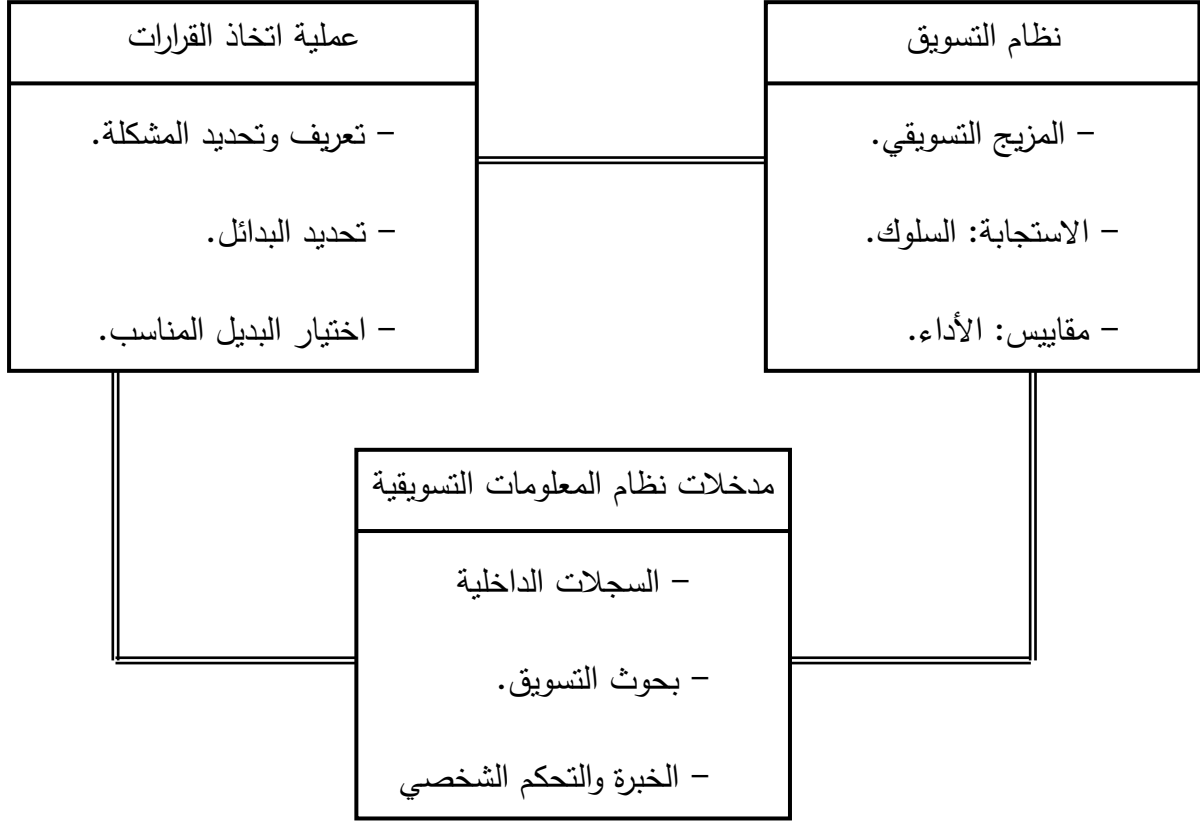 نظام التسويق
- المزيج التسويقي.
- الاستجابة: السلوك.
- مقاييس: الأداء.
عملية اتخاذ القرارات
- تعريف وتحديد المشكلة.
- تحديد البدائل.
- اختيار البديل المناسب.
مدخلات نظام المعلومات التسويقية
- السجلات الداخلية
- بحوث التسويق.
- الخبرة والتحكم الشخصي